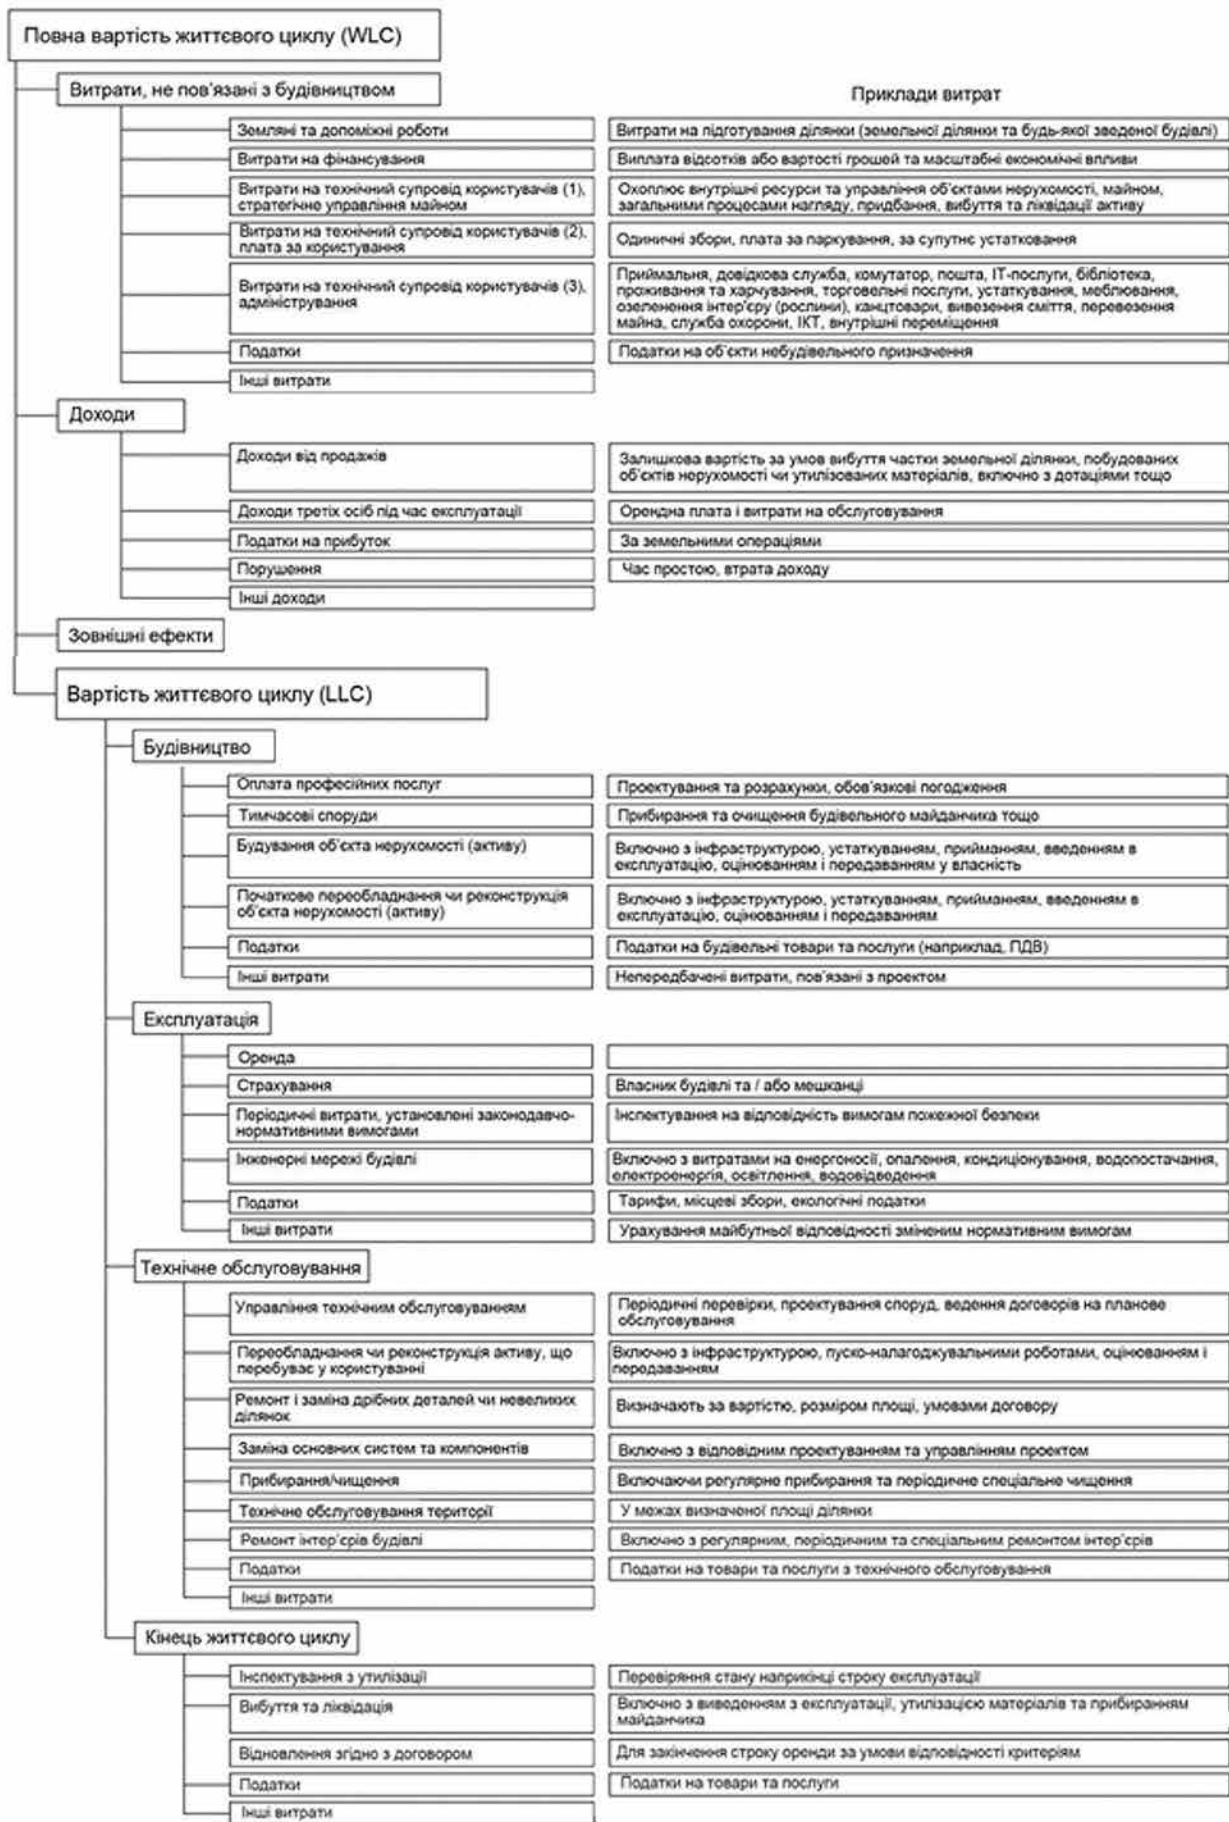 Повна вартість життєвого циклу (WLC)
Витрати, не пов'язані з будівництвом
Приклади витрат
Земляні та допоміжні роботи
Витрати на підготування ділянки (земельної ділянки та будь-якої зведеної будівлі)
Витрати на фінансування
Виплата відсотків або вартості грошей та масштабні економічні впливи
Витрати на технічний супровід користувачів (1),
стратегічне управління майном
Охоплює внутрішні ресурси та управління об'єктами нерухомості, майном,
загальними процесами нагляду, придбання, вибуття та ліквідації активу
Витрати на технічний супровід користувачів (2),
плата за користування
Одиничні збори, плата за паркування, за супутнє устатковання
Витрати на технічний супровід користувачів (3),
адміністрування
Приймальня, довідкова служба, комутатор, пошта, ІТ-послуги, бібліотека,
проживання та харчування, торговельні послуги, устаткування, меблювання,
озеленення інтер'єру (рослини), канцтовари, вивезення сміття, перевезення
майна, служба охорони, ІКТ, внутрішні переміщення
Податки
Податки на об'єкти небудівельного призначення
Інші витрати
Доходи
Доходи від продажів
Залишкова вартість за умов вибуття частки земельної ділянки, побудованих
об'єктів нерухомості чи утилізованих матеріалів, включно з дотаціями тощо
Доходи третіх осіб під час експлуатації
Орендна плата і витрати на обслуговування
Податки на прибуток
За земельними операціями
Порушення
Час простою, втрата доходу
Інші доходи
Зовнішні ефекти
Вартість життєвого циклу (LLC)
Будівництво
Оплата професійних послуг
Проектування та розрахунки, обов'язкові погодження
Тимчасові споруди
Прибирання та очищення будівельного майданчика тощо
Будування об'єкта нерухомості (активу)
Включно з інфраструктурою, устаткуванням, прийманням, введенням в
експлуатацію, оцінюванням і передаванням у власність
Початкове переобладнання чи реконструкція
об'єкта нерухомості (активу)
Включно з інфраструктурою, устаткуванням, прийманням, введенням в
експлуатацію, оцінюванням і передаванням
Податки
Податки на будівельні товари та послуги (наприклад, ПДВ)
Інші витрати
Непередбачені витрати, пов'язані з проектом
Експлуатація
Оренда
Страхування
Власник будівлі та / або мешканці
Періодичні витрати, установлені законодавчо-
нормативними вимогами
Інспектування на відповідність вимогам пожежної безпеки
Інженерні мережі будівлі
Включно з витратами на енергоносії, опалення, кондиціонування, водопостачання,
електроенергія, освітлення, водовідведення
Податки
Тарифи, місцеві збори, екологічні податки
Інші витрати
Урахування майбутньої відповідності зміненим нормативним вимогам
Технічне обслуговування
Управління технічним обслуговуванням
Періодичні перевірки, проектування споруд, ведення договорів на планове
обслуговування
Переобладнання чи реконструкція активу, що
перебуває у користуванні
Включно з інфраструктурою, пуско-налагоджувальними роботами, оцінюванням і
передаванням
Ремонт і заміна дрібних деталей чи невеликих
ділянок
Визначають за вартістю, розміром площі, умовами договору
Заміна основних систем та компонентів
Включно з відповідним проектуванням та управлінням проектом
Прибирання/чищення
Включаючи регулярне прибирання та періодичне спеціальне чищення
Технічне обслуговування території
У межах визначеної площі ділянки
Ремонт інтер'єрів будівлі
Включно з регулярним, періодичним та спеціальним ремонтом інтер'єрів
Податки
Податки на товари та послуги з технічного обслуговування
Інші витрати
Кінець життєвого циклу
Інспектування з утилізації
Перевіряння стану наприкінці строку експлуатації
Вибуття та ліквідація
Включно з виведенням з експлуатації, утилізацією матеріалів та прибиранням
майданчика
Відновлення згідно з договором
Для закінчення строку оренди за умови відповідності критеріям
Податки
Податки на товари та послуги
Інші витрати